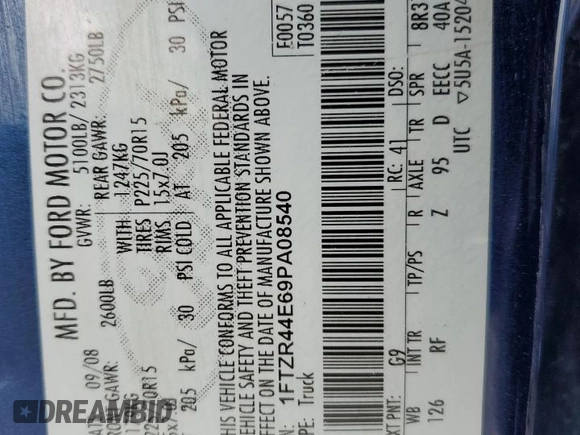 MFD. BY FORD MOTOR CO.
09/08
GVWR: 5100LB/ 2313KG
GAWR: 2600LB
REAR GAWR: 2750LB
1247KG
WITH
P225/70R15
TIRES
15x7.0J
RIMS
205 kPa/ 30 PSI COLD
AT 205 kPa/ 30 PSI
THIS VEHICLE CONFORMS TO ALL APPLICABLE FEDERAL MOTOR
VEHICLE SAFETY AND THEFT PREVENTION STANDARDS IN
EFFECT ON THE DATE OF MANUFACTURE SHOWN ABOVE.
1FTZR44E69PA08540
Truck
F0057
T0360
G9
RC: 41
DSO:
WB INT TR TP/PS R AXLE TR SPR
126 RF Z 95 D EECC 40A
UTC ▽5U5A-15204
DREAMBID